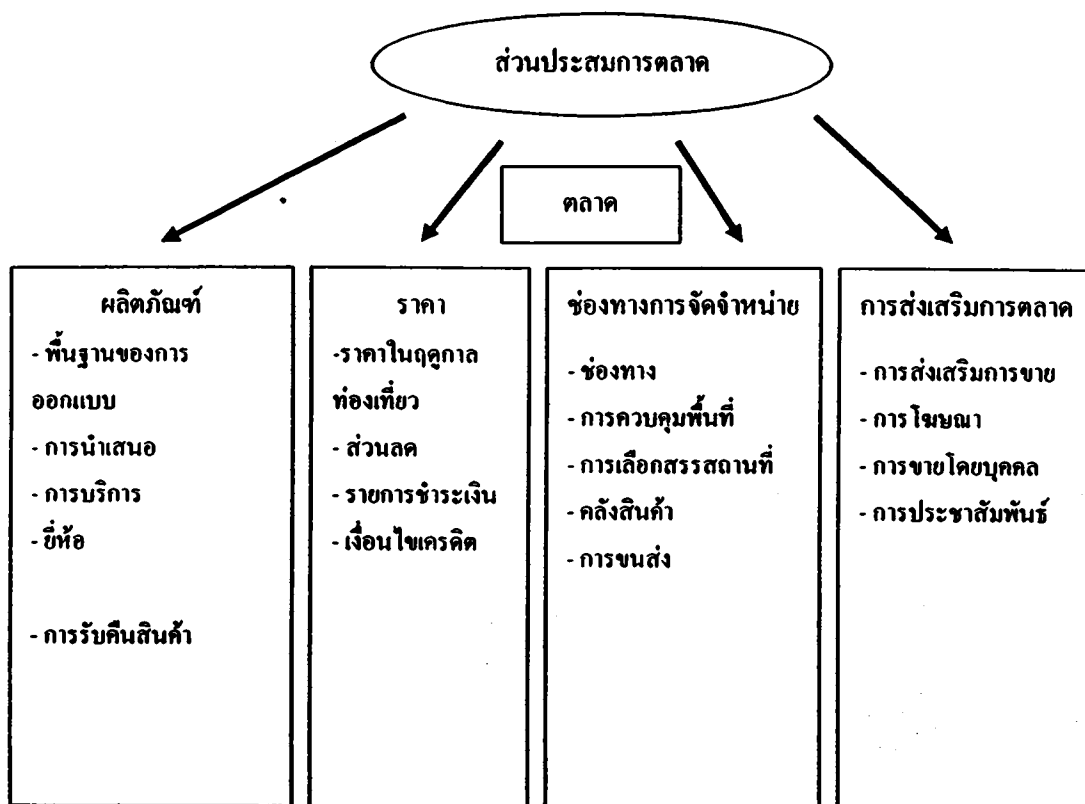 ส่วนประสมการตลาด
ตลาด
ผลิตภัณฑ์
- พื้นฐานของการ
ออกแบบ
- การนำเสนอ
- การบริการ
- ยี่ห้อ
- การรับคืนสินค้า
ราคา
-ราคาในฤดูกาล
ท่องเที่ยว
- ส่วนลด
- รายการชำระเงิน
- เงื่อนไขเครดิต
ช่องทางการจัดจำหน่าย
- ช่องทาง
- การควบคุมพื้นที่
- การเลือกสรรสถานที่
- คลังสินค้า
- การขนส่ง
การส่งเสริมการตลาด
- การส่งเสริมการขาย
- การโฆษณา
- การขายโดยบุคคล
- การประชาสัมพันธ์